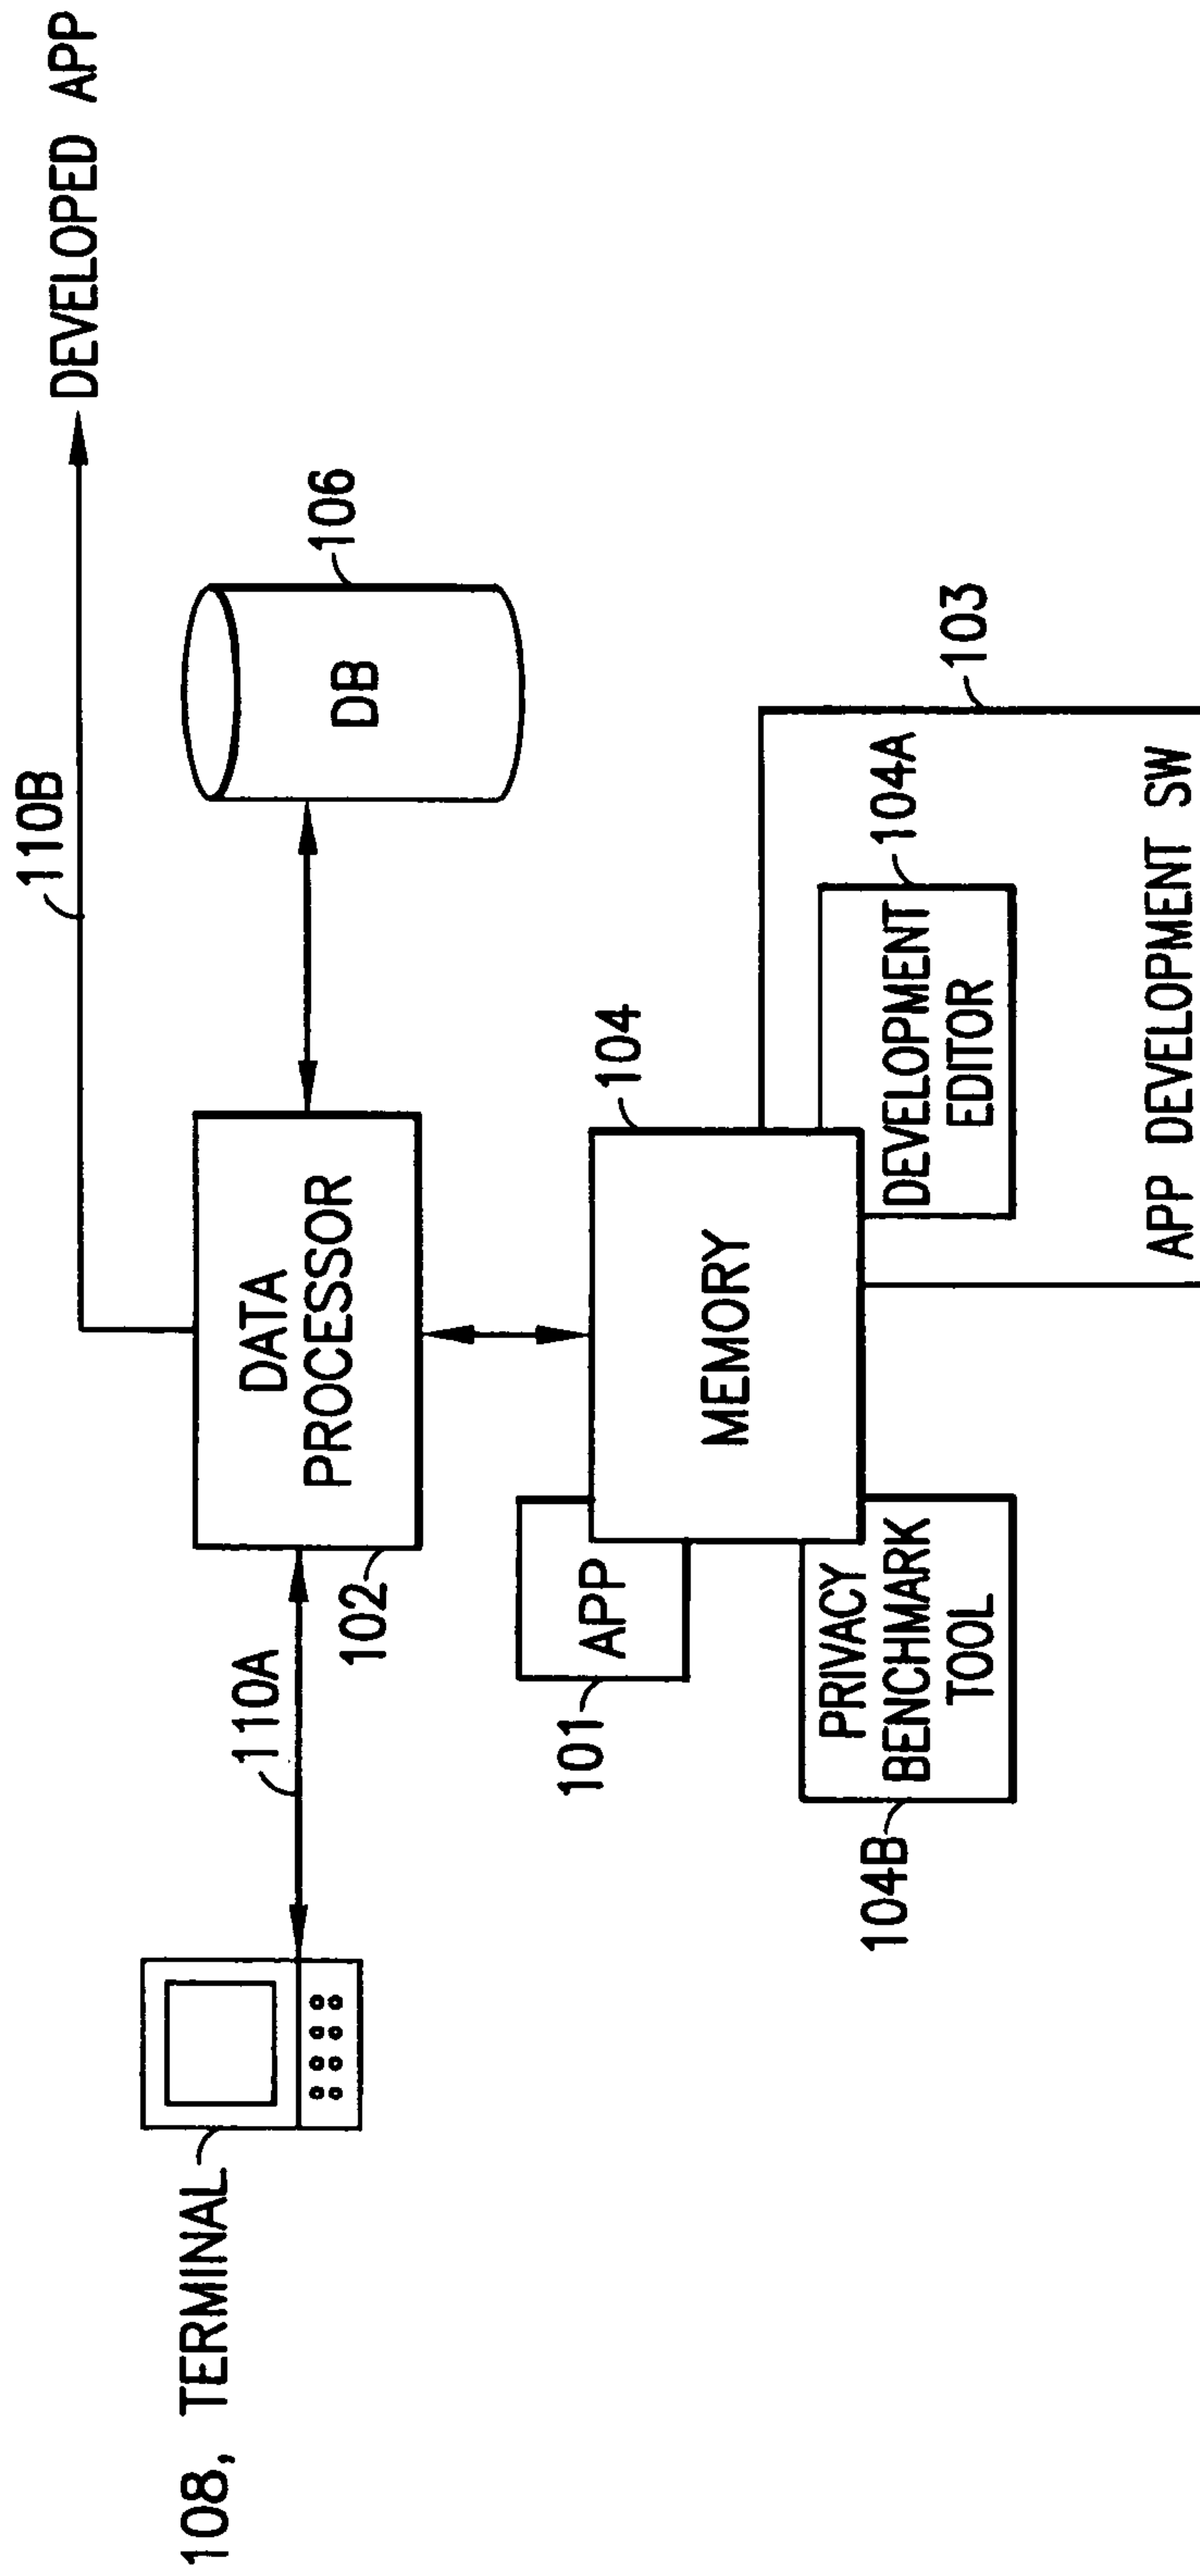 DEVELOPED APP
110B
106
DB
DATA
PROCESSOR
110A
102
108, TERMINAL
104
MEMORY
APP
101
103
104A
DEVELOPMENT
EDITOR
APP DEVELOPMENT SW
PRIVACY
BENCHMARK
TOOL
104B